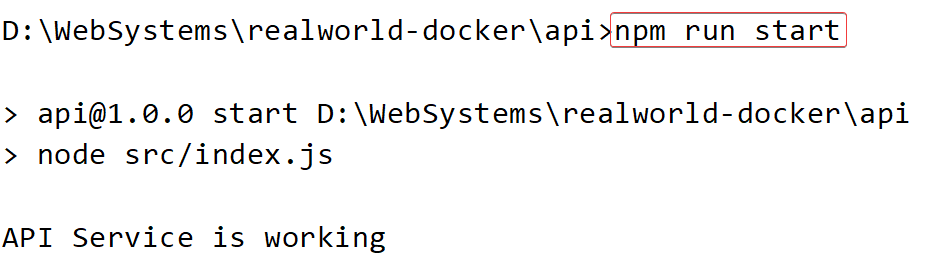 D:\WebSystems\realworld-docker\api>npm run start
> api@1.0.0 start D:\WebSystems\realworld-docker\api
> node src/index.js
API Service is working